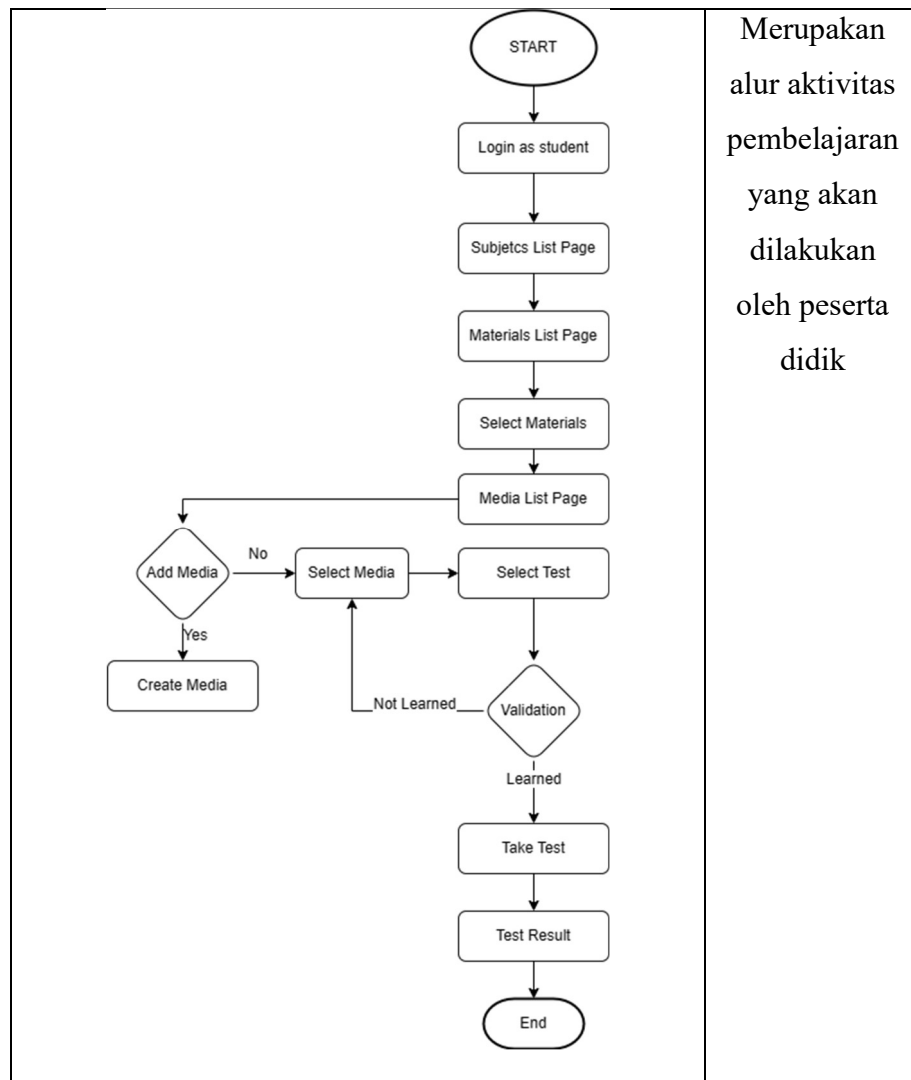 START
Login as student
Subjetcs List Page
Materials List Page
Select Materials
Media List Page
Add Media
No
Select Media
Select Test
Yes
Create Media
Not Learned
Validation
Learned
Take Test
Test Result
End
Merupakan
alur aktivitas
pembelajaran
yang akan
dilakukan
oleh peserta
didik